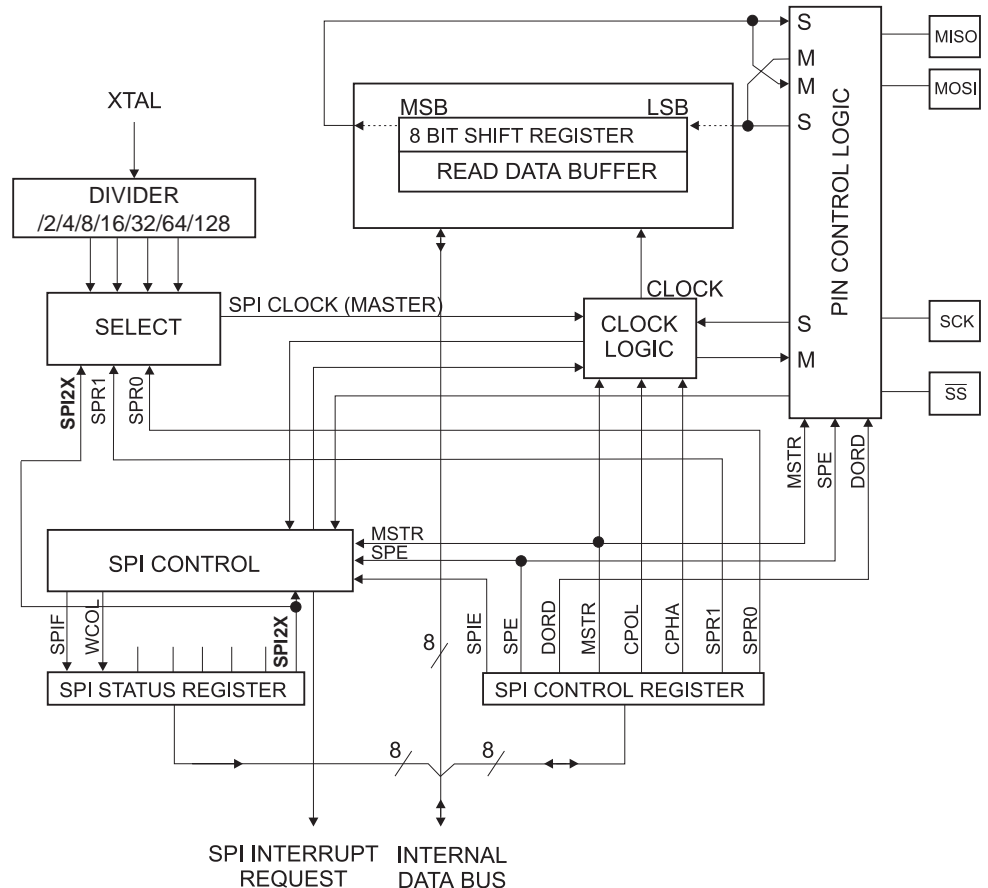 XTAL
DIVIDER
/2/4/8/16/32/64/128
SELECT
SPI CLOCK (MASTER)
SPI2X
SPR1
SPR0
MSB
LSB
8 BIT SHIFT REGISTER
READ DATA BUFFER
CLOCK
CLOCK
LOGIC
S
M
M
S
S
M
PIN CONTROL LOGIC
MISO
MOSI
SCK
SS
MSTR
SPE
DORD
SPI CONTROL
MSTR
SPE
SPIF
WCOL
SPI2X
SPI STATUS REGISTER
8
SPIE
SPE
DORD
MSTR
CPOL
CPHA
SPR1
SPR0
SPI CONTROL REGISTER
8
8
SPI INTERRUPT
REQUEST
INTERNAL
DATA BUS